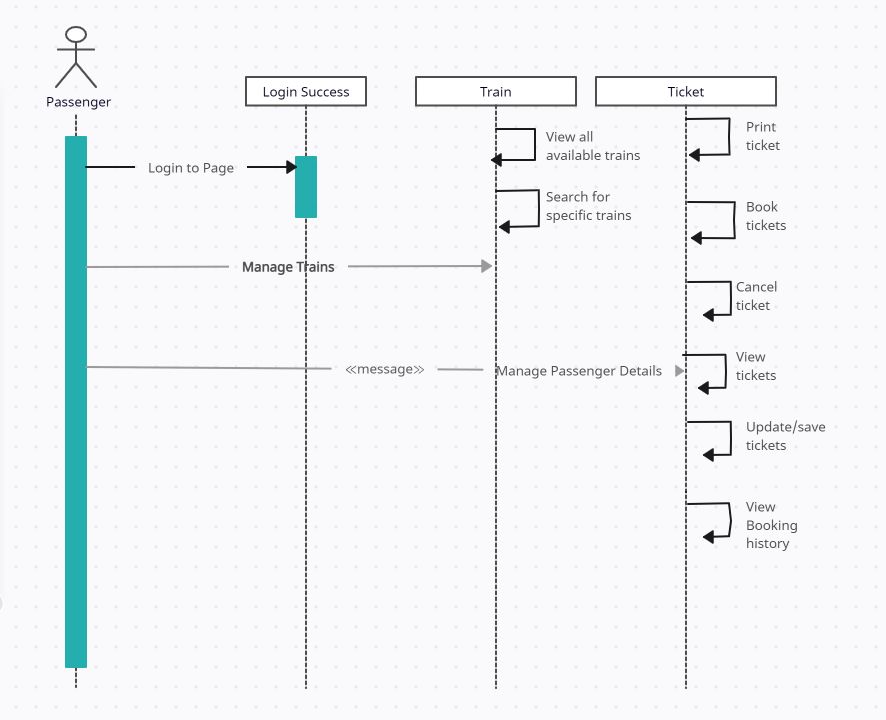 Passenger
Login Success
Train
Ticket
Print
ticket
View all
available trains
Login to Page
Search for
specific trains
Book
tickets
Manage Trains
Cancel
ticket
«message»
Manage Passenger Details
View
tickets
Update/save
tickets
View
Booking
history